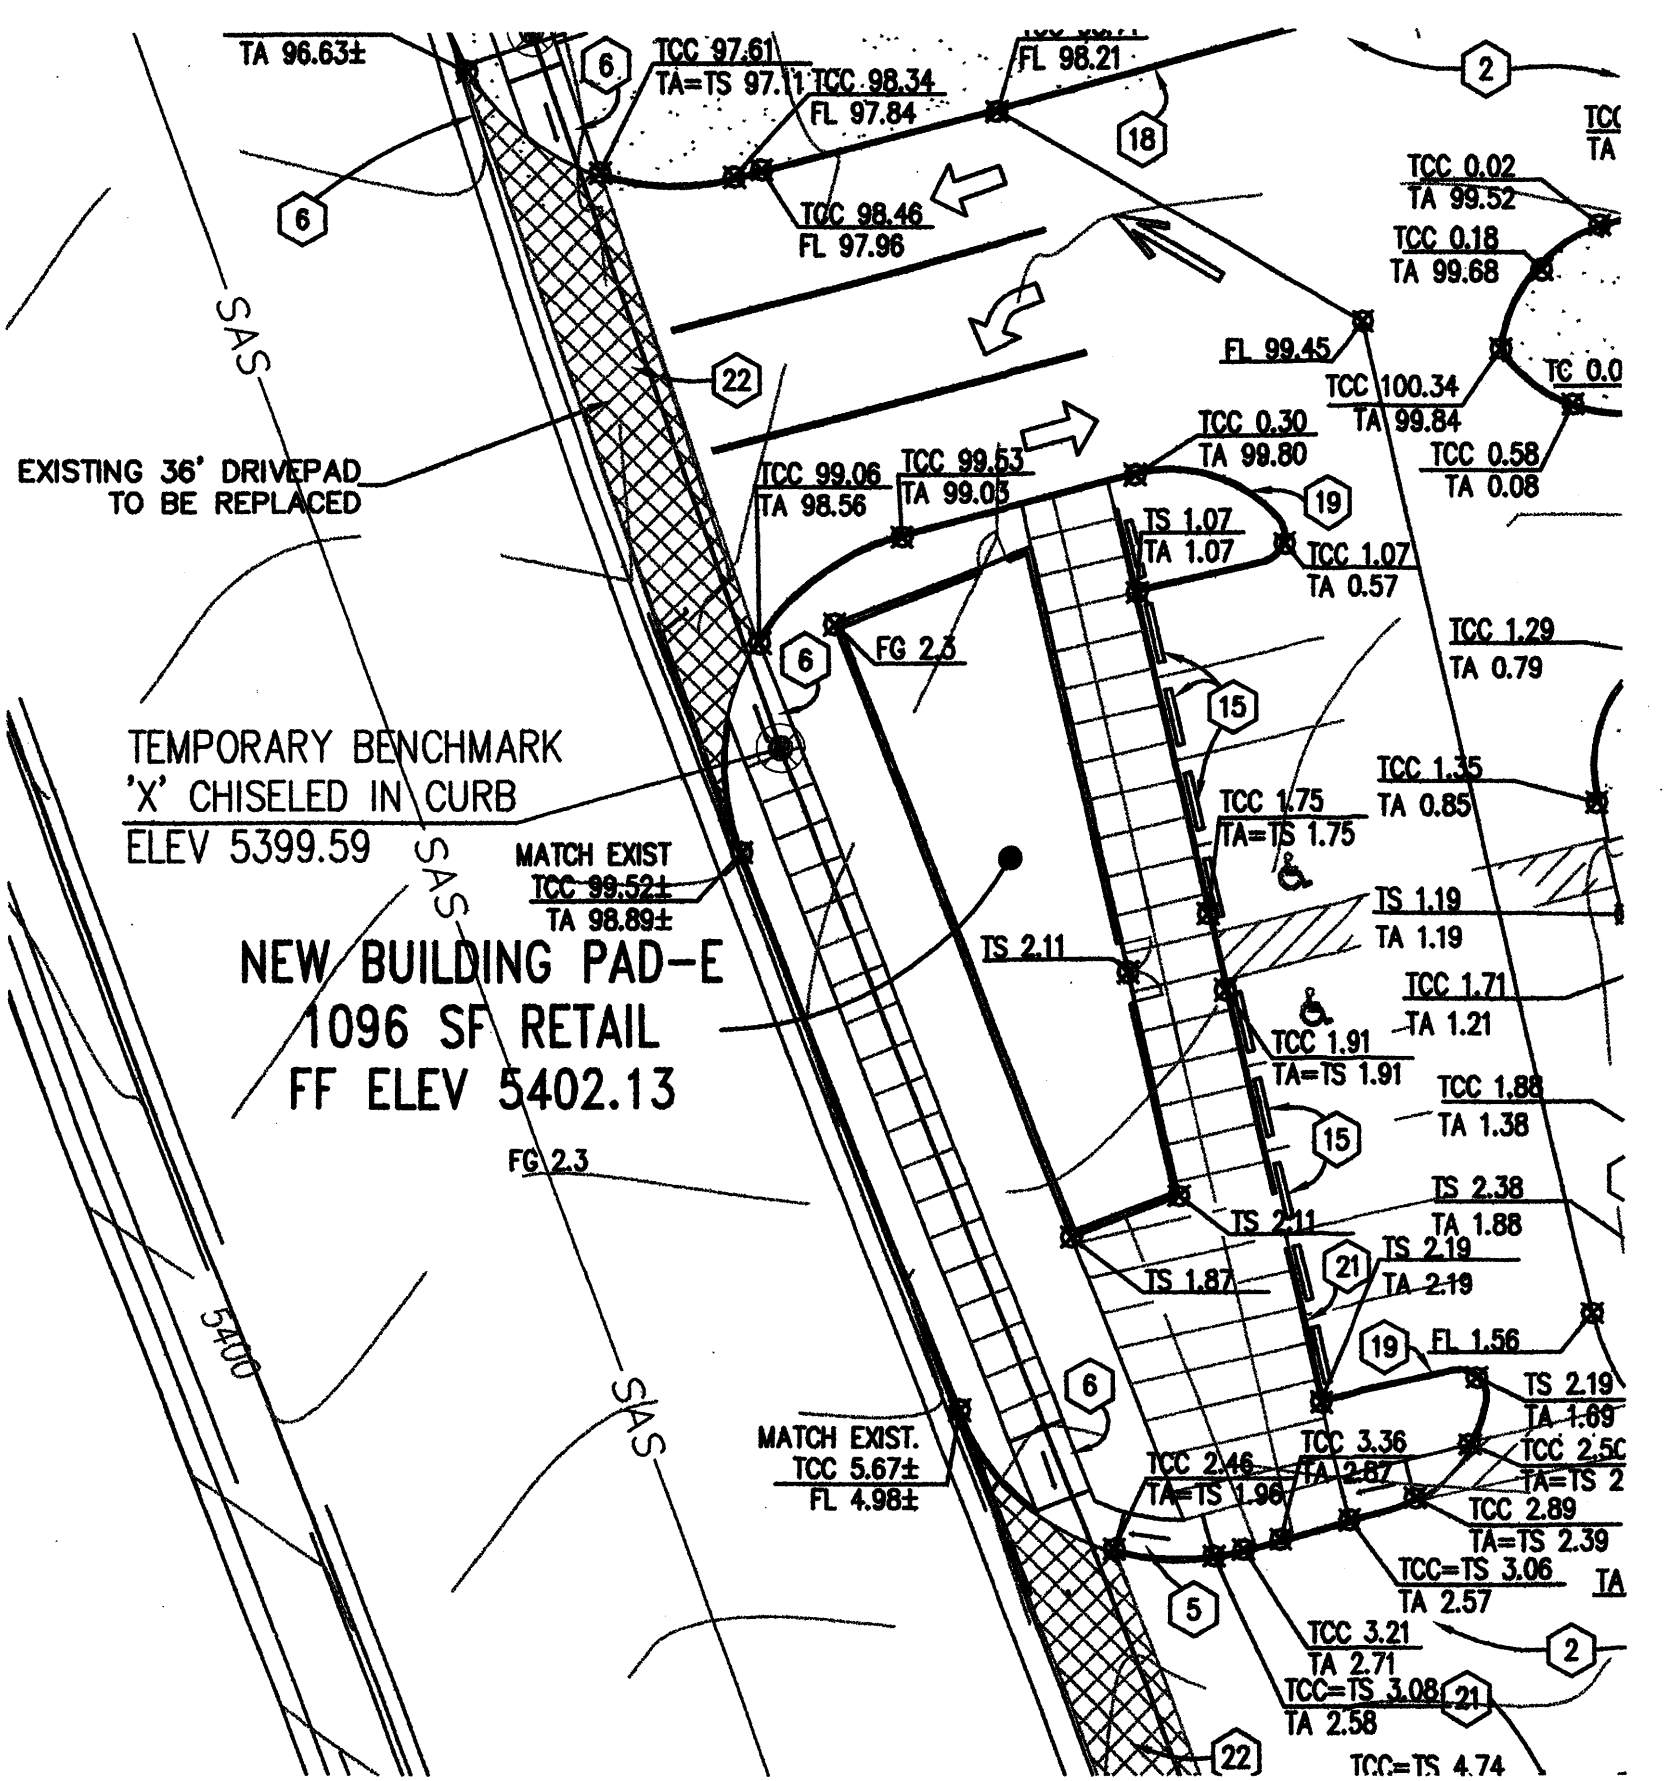 TA 96.63±
6
TCC 97.61
TA=TS 97.11
TCC 98.34
FL 97.84
FL 98.21
2
18
TCC
TA
TCC 0.02
TA 99.52
6
TCC 98.46
FL 97.96
TCC 0.18
TA 99.68
SAS
FL 99.45
22
TCC 100.34
TA 99.84
TC 0.0
TCC 0.30
TA 99.80
TCC 0.58
TA 0.08
EXISTING 36' DRIVEPAD
TO BE REPLACED
TCC 99.06
TA 98.56
TCC 99.53
TA 99.03
19
TS 1.07
TA 1.07
TCC 1.07
TA 0.57
6
FG 2.3
TCC 1.29
TA 0.79
15
TEMPORARY BENCHMARK
'X' CHISELED IN CURB
ELEV 5399.59
TCC 1.35
TA 0.85
TCC 1.75
TA=TS 1.75
SAS
MATCH EXIST
TCC 99.52±
TA 98.89±
TS 1.19
TA 1.19
NEW BUILDING PAD-E
1096 SF RETAIL
FF ELEV 5402.13
TS 2.11
TCC 1.71
TA 1.21
TCC 1.91
TA=TS 1.91
TCC 1.88
TA 1.38
15
FG 2.3
TS 2.38
TA 1.88
TS 2.11
TS 1.87
21
TS 2.19
TA 2.19
5400
19
FL 1.56
SAS
6
TS 2.19
TA 1.69
MATCH EXIST.
TCC 5.67±
FL 4.98±
TCC 2.46
TA=TS 1.96
TCC 3.36
TA 2.87
TCC 2.50
TA=TS 2
TCC 2.89
TA=TS 2.39
TCC=TS 3.06
TA 2.57
TA
5
TCC 3.21
TA 2.71
2
TCC=TS 3.08
TA 2.58
21
22
TCC=TS 4.74